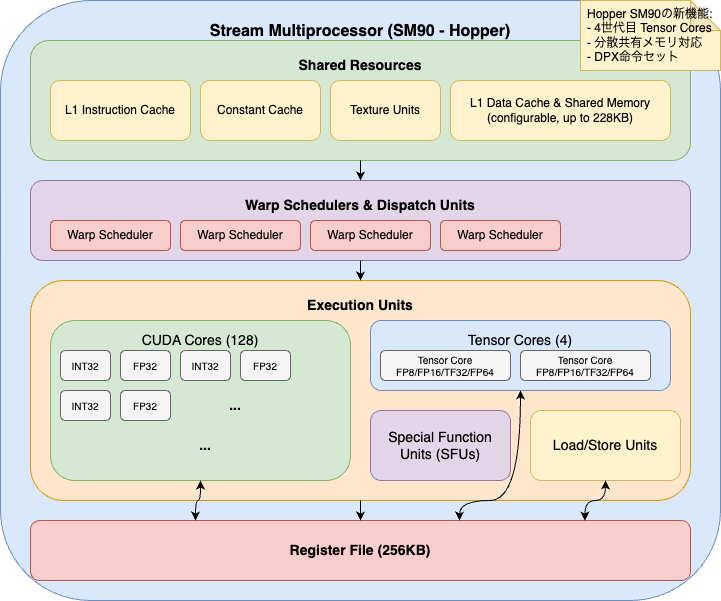 Stream Multiprocessor (SM90 - Hopper)
Hopper SM90の新機能:
- 4世代目 Tensor Cores
- 分散共有メモリ対応
- DPX命令セット
Shared Resources
L1 Instruction Cache
Constant Cache
Texture Units
L1 Data Cache & Shared Memory
(configurable, up to 228KB)
Warp Schedulers & Dispatch Units
Warp Scheduler
Warp Scheduler
Warp Scheduler
Warp Scheduler
Execution Units
CUDA Cores (128)
INT32
FP32
INT32
FP32
INT32
FP32
...
...
Tensor Cores (4)
Tensor Core
FP8/FP16/TF32/FP64
Tensor Core
FP8/FP16/TF32/FP64
Special Function
Units (SFUs)
Load/Store Units
Register File (256KB)